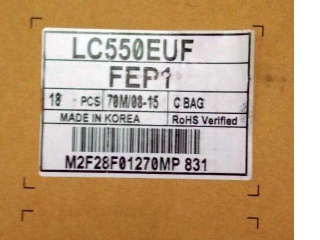 LC550EUF
FEP1
18 PCS 70M/08-15 C BAG
MADE IN KOREA RoHS Verified
M2F28F01270MP 831